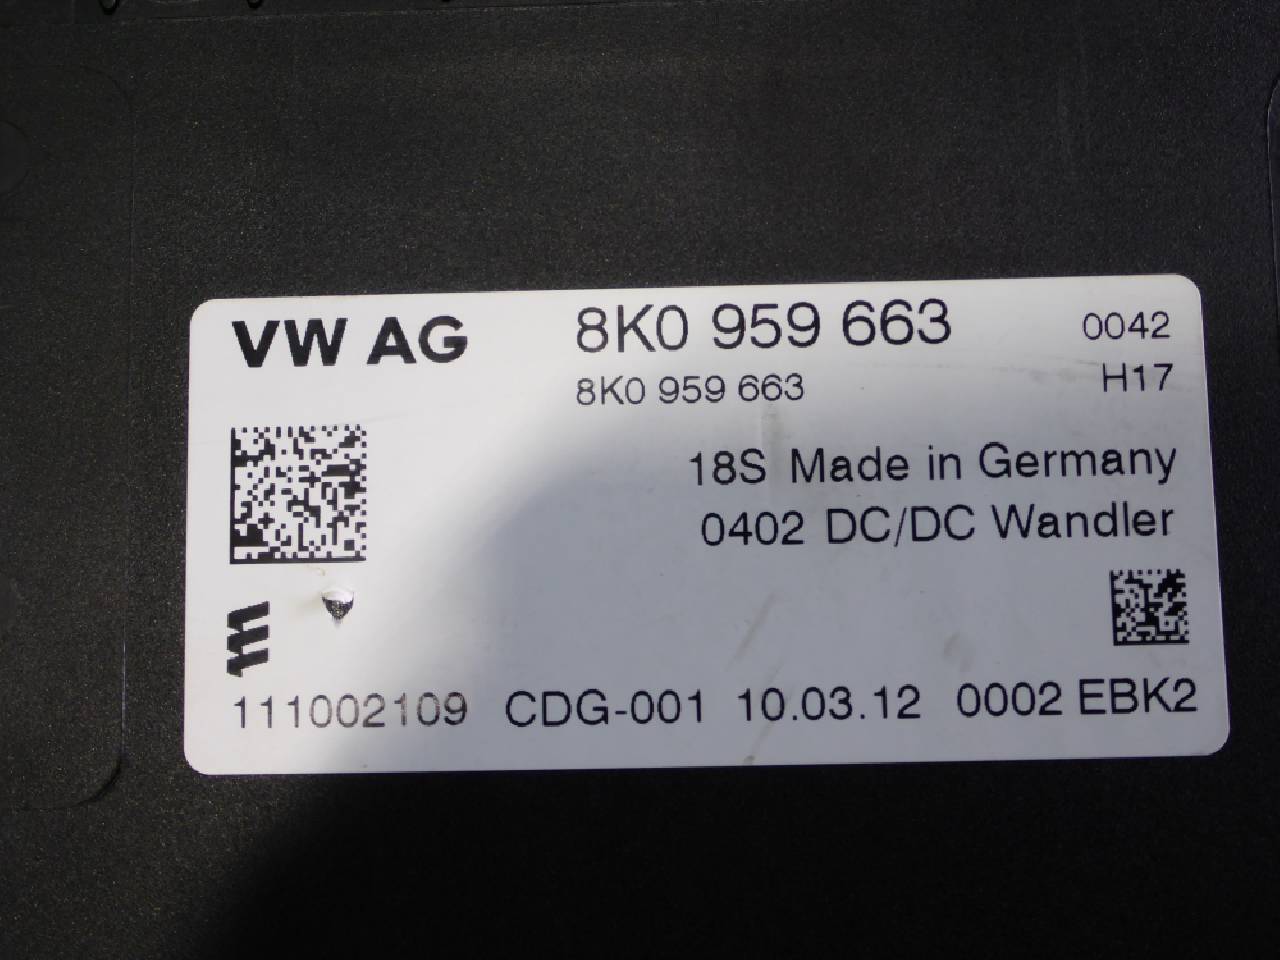 VW AG 8K0 959 663 0042
8K0 959 663 H17
18S Made in Germany
0402 DC/DC Wandler
111002109 CDG-001 10.03.12 0002 EBK2